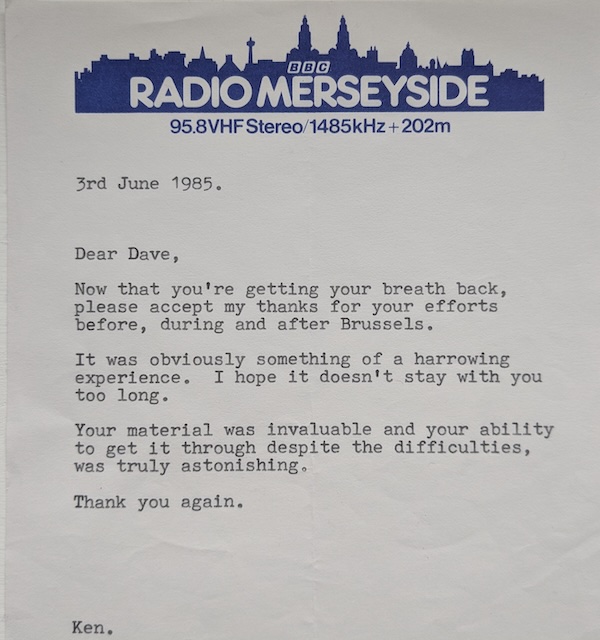 BBC
RADIO MERSEYSIDE
95.8VHF Stereo/1485kHz+202m
3rd June 1985.
Dear Dave,
Now that you're getting your breath back,
please accept my thanks for your efforts
before, during and after Brussels.
It was obviously something of a harrowing
experience.  I hope it doesn't stay with you
too long.
Your material was invaluable and your ability
to get it through despite the difficulties,
was truly astonishing.
Thank you again.
Ken.